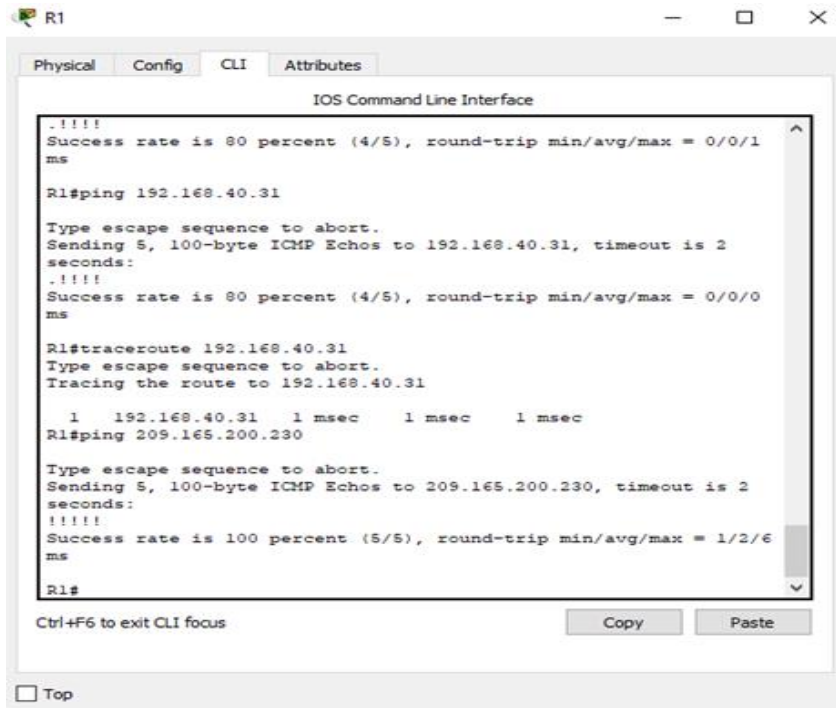 R1
Physical Config CLI Attributes
IOS Command Line Interface
.!!!!
Success rate is 80 percent (4/5), round-trip min/avg/max = 0/0/1
ms
R1#ping 192.168.40.31
Type escape sequence to abort.
Sending 5, 100-byte ICMP Echos to 192.168.40.31, timeout is 2
seconds:
.!!!!
Success rate is 80 percent (4/5), round-trip min/avg/max = 0/0/0
ms
R1#traceroute 192.168.40.31
Type escape sequence to abort.
Tracing the route to 192.168.40.31
1 192.168.40.31 1 msec 1 msec 1 msec
R1#ping 209.165.200.230
Type escape sequence to abort.
Sending 5, 100-byte ICMP Echos to 209.165.200.230, timeout is 2
seconds:
!!!!!
Success rate is 100 percent (5/5), round-trip min/avg/max = 1/2/6
ms
R1#
Ctrl+F6 to exit CLI focus Copy Paste
Top